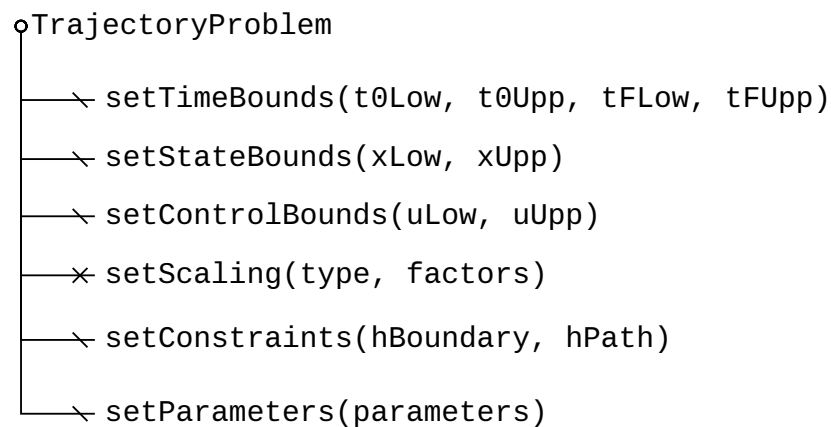 TrajectoryProblem
setTimeBounds(t0Low, t0Upp, tFLow, tFUpp)
setStateBounds(xLow, xUpp)
setControlBounds(uLow, uUpp)
setScaling(type, factors)
setConstraints(hBoundary, hPath)
setParameters(parameters)